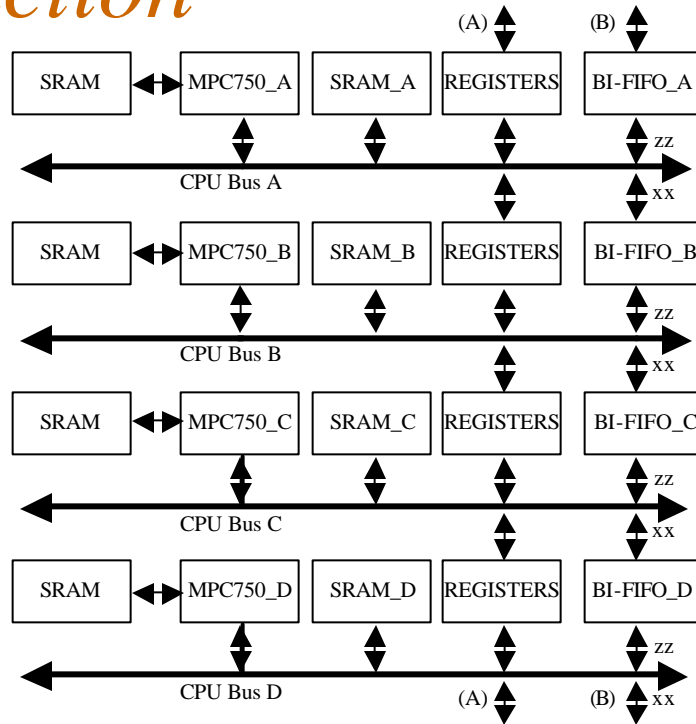 (A) (B)
SRAM MPC750_A SRAM_A REGISTERS BI-FIFO_A
zz
CPU Bus A
xx
SRAM MPC750_B SRAM_B REGISTERS BI-FIFO_B
zz
CPU Bus B
xx
SRAM MPC750_C SRAM_C REGISTERS BI-FIFO_C
zz
CPU Bus C
xx
SRAM MPC750_D SRAM_D REGISTERS BI-FIFO_D
zz
CPU Bus D (A) (B) xx